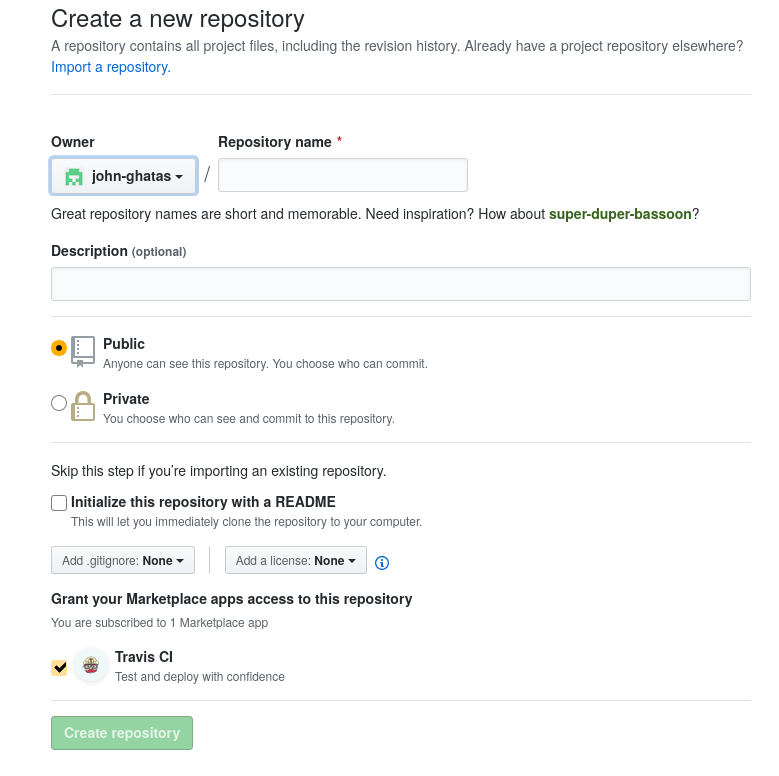 Create a new repository
A repository contains all project files, including the revision history. Already have a project repository elsewhere?
Import a repository.
Owner
Repository name *
john-ghatas
/
Great repository names are short and memorable. Need inspiration? How about super-duper-bassoon?
Description (optional)
Public
Anyone can see this repository. You choose who can commit.
Private
You choose who can see and commit to this repository.
Skip this step if you’re importing an existing repository.
Initialize this repository with a README
This will let you immediately clone the repository to your computer.
Add .gitignore: None
Add a license: None
Grant your Marketplace apps access to this repository
You are subscribed to 1 Marketplace app
Travis CI
Test and deploy with confidence
Create repository